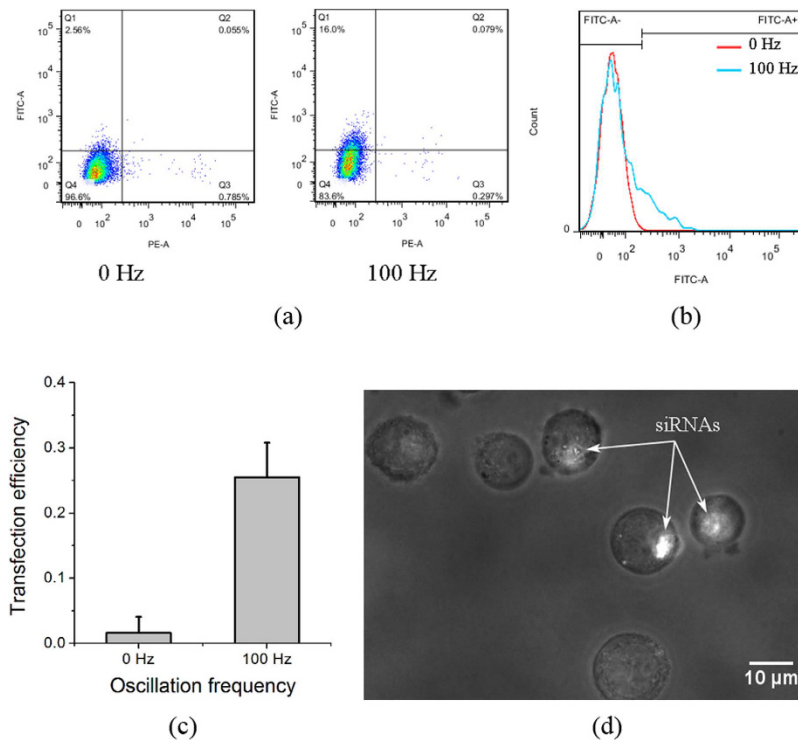 Q1
2.56%
Q2
0.055%
10^5
10^4
10^3
10^2
0
FITC-A
Q4
96.6%
Q3
0.785%
0 10^2 10^3 10^4 10^5
PE-A
0 Hz
Q1
16.0%
Q2
0.079%
10^5
10^4
10^3
10^2
0
FITC-A
Q4
83.6%
Q3
0.297%
0 10^2 10^3 10^4 10^5
PE-A
100 Hz
(a)
FITC-A- FITC-A+
0 Hz
100 Hz
Count
0
0 10^2 10^3 10^4 10^5
FITC-A
(b)
0.4
0.3
0.2
0.1
0.0
Transfection efficiency
0 Hz 100 Hz
Oscillation frequency
(c)
siRNAs
10 µm
(d)